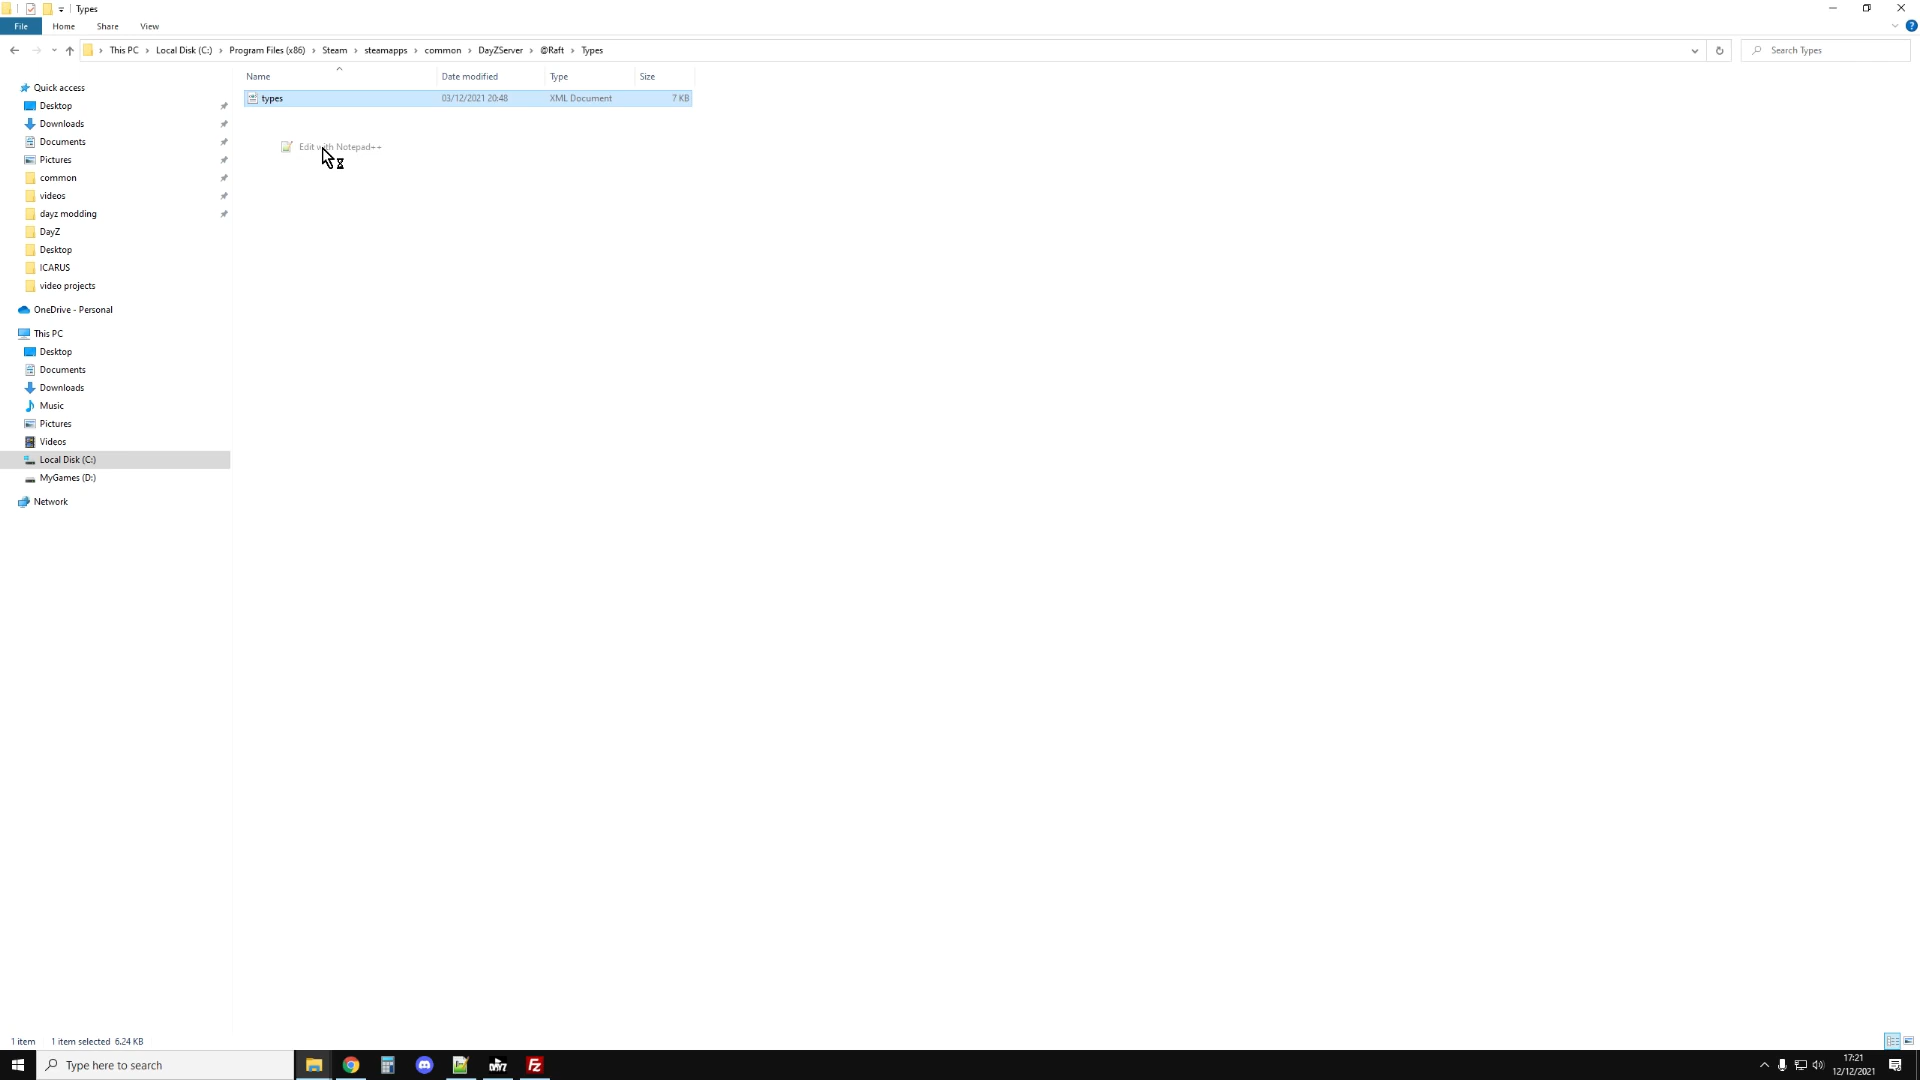 Types
File Home Share View
This PC Local Disk (C:) Program Files (x86) Steam steamapps common DayZServer @Raft Types
Search Types
Name Date modified Type Size
types 03/12/2021 20:48 XML Document 7 KB
Edit with Notepad++
Quick access
Desktop
Downloads
Documents
Pictures
common
videos
dayz modding
DayZ
Desktop
ICARUS
video projects
OneDrive - Personal
This PC
Desktop
Documents
Downloads
Music
Pictures
Videos
Local Disk (C:)
MyGames (D:)
Network
1 item 1 item selected 6.24 KB
Type here to search
DAYZ
FZ
17:21
12/12/2021